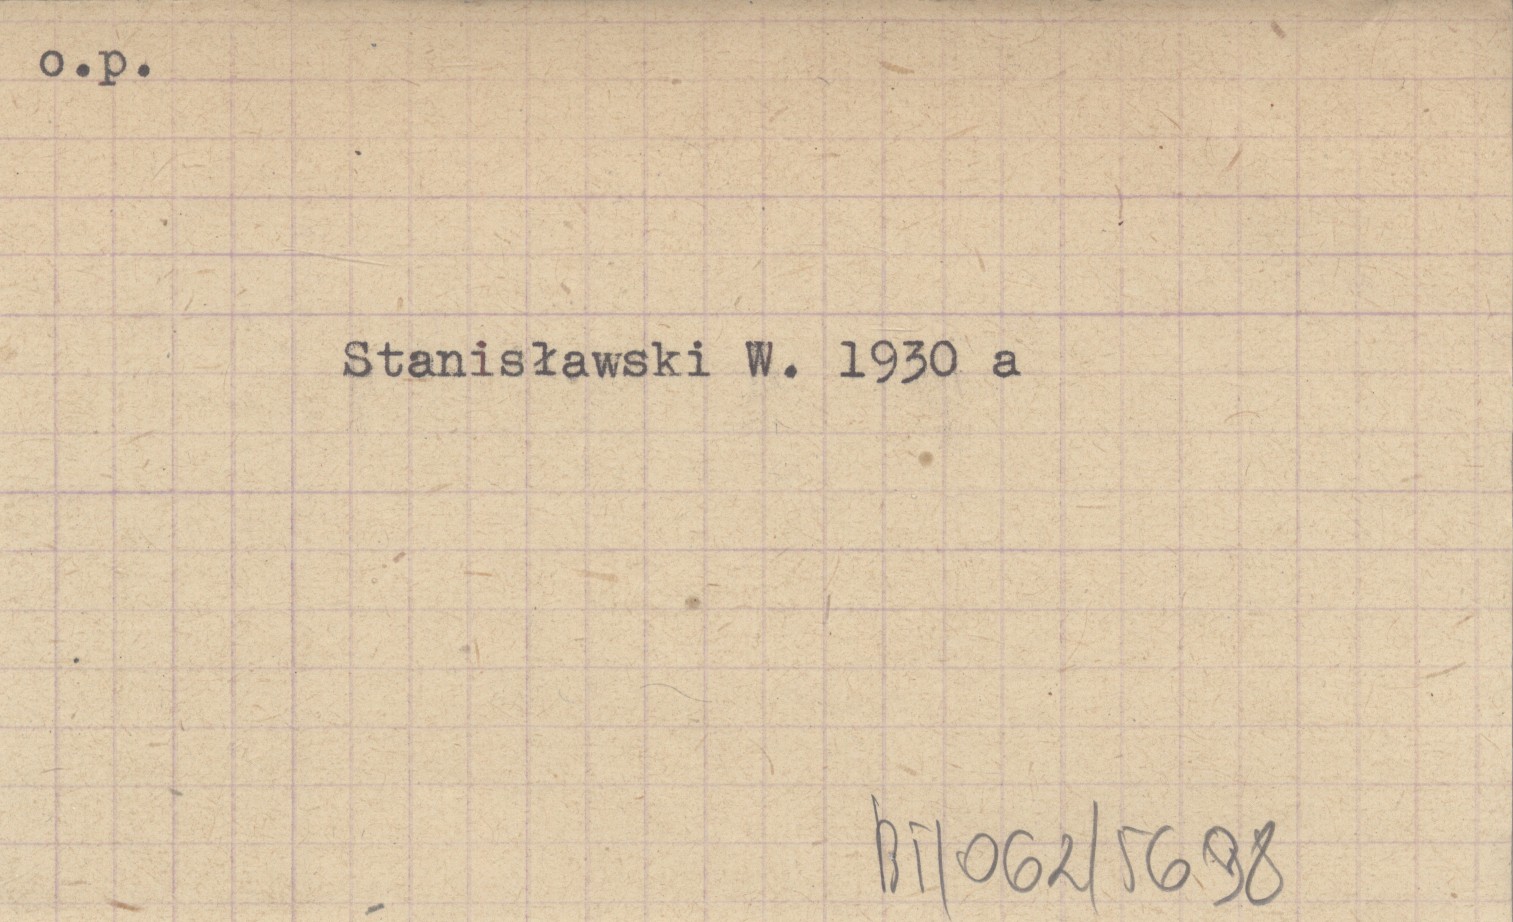 o.p.
Stanisławski W. 1930 a
BI/062/5698